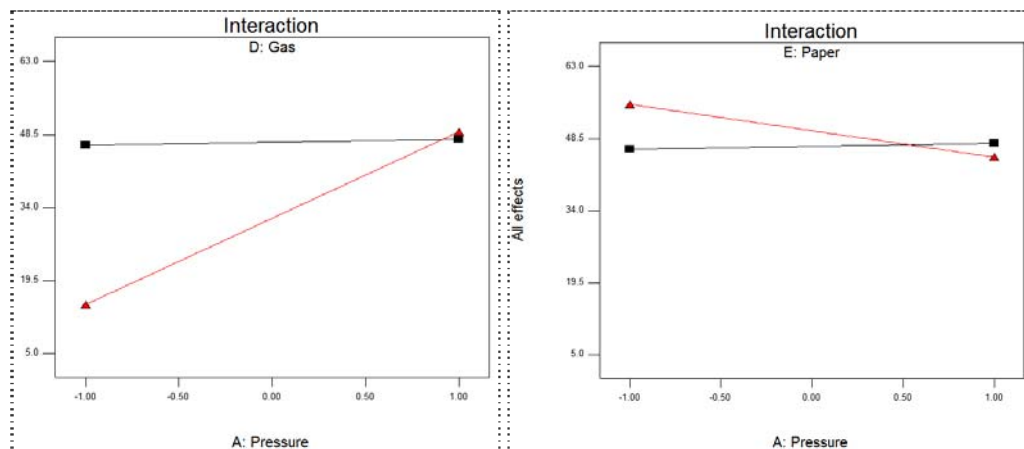 Interaction
D: Gas
63.0
48.5
34.0
19.5
5.0
-1.00 -0.50 0.00 0.50 1.00
A: Pressure
Interaction
E: Paper
All effects
63.0
48.5
34.0
19.5
5.0
-1.00 -0.50 0.00 0.50 1.00
A: Pressure